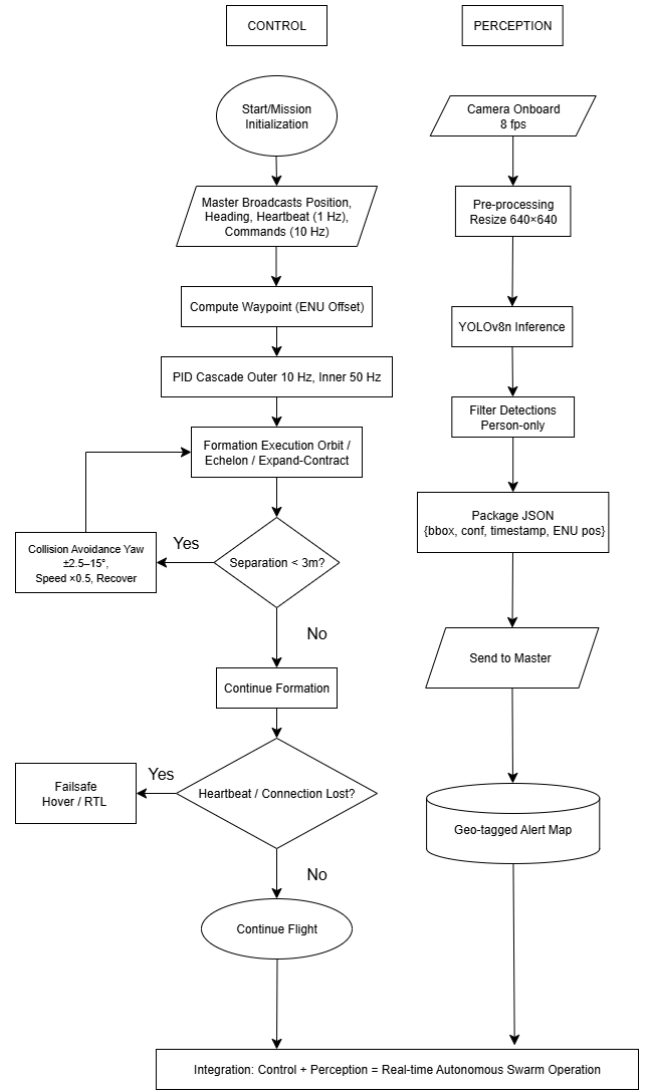 CONTROL
PERCEPTION
Start/Mission
Initialization
Master Broadcasts Position,
Heading, Heartbeat (1 Hz),
Commands (10 Hz)
Compute Waypoint (ENU Offset)
PID Cascade Outer 10 Hz, Inner 50 Hz
Formation Execution Orbit /
Echelon / Expand-Contract
Separation < 3m?
Yes
Collision Avoidance Yaw
±2.5–15°,
Speed ×0.5, Recover
No
Continue Formation
Heartbeat / Connection Lost?
Yes
Failsafe
Hover / RTL
No
Continue Flight
Camera Onboard
8 fps
Pre-processing
Resize 640×640
YOLOv8n Inference
Filter Detections
Person-only
Package JSON
{bbox, conf, timestamp, ENU pos}
Send to Master
Geo-tagged Alert Map
Integration: Control + Perception = Real-time Autonomous Swarm Operation